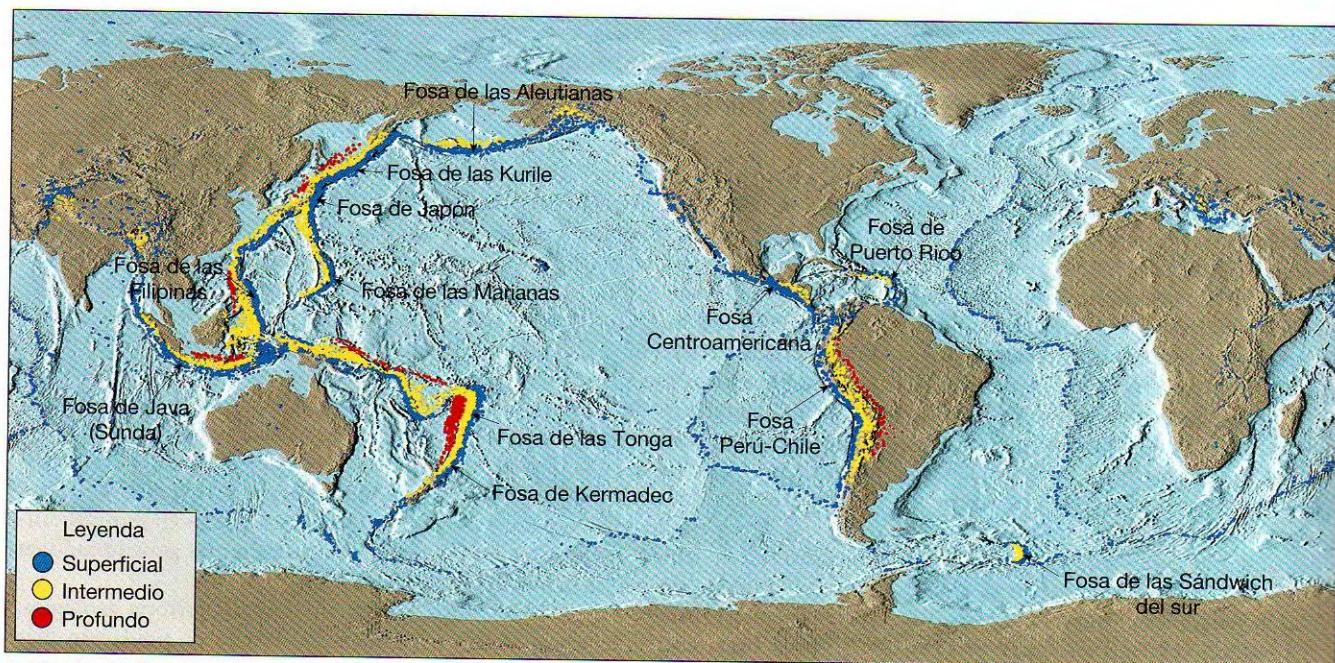 Fosa de las Aleutianas
Fosa de las Kurile
Fosa de Japón
Fosa de
Puerto Rico
Fosa de las
Filipinas
Fosa de las Marianas
Fosa
Centroamericana
Fosa de Java
(Sunda)
Fosa
Perú-Chile
Fosa de las Tonga
Fosa de Kermadec
Leyenda
Superficial
Intermedio
Profundo
Fosa de las Sándwich
del sur